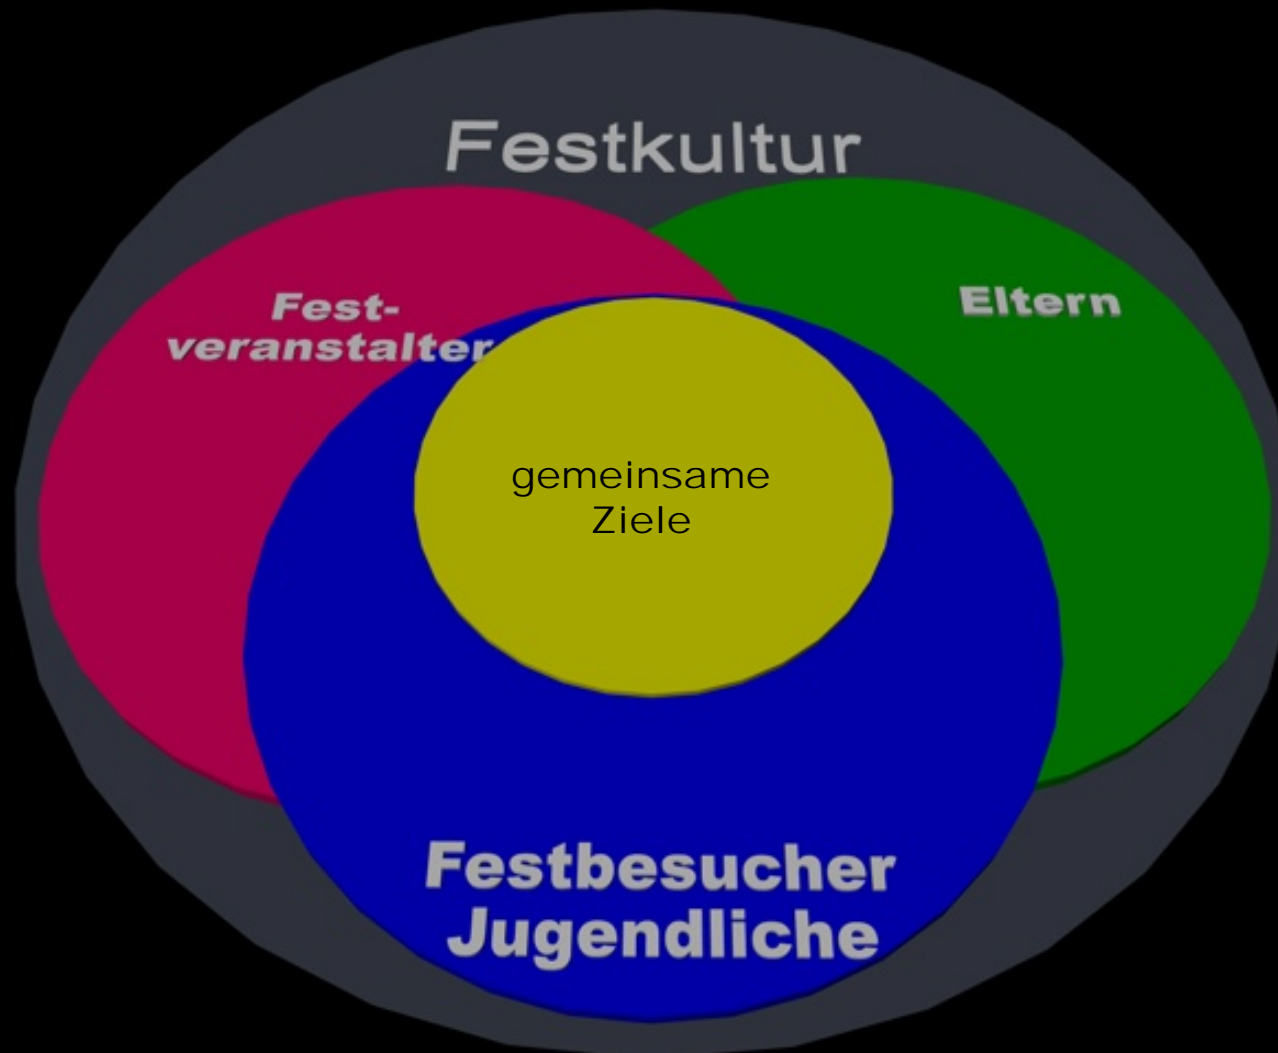 Festkultur
Fest-
veranstalter
Eltern
gemeinsame
Ziele
Festbesucher
Jugendliche